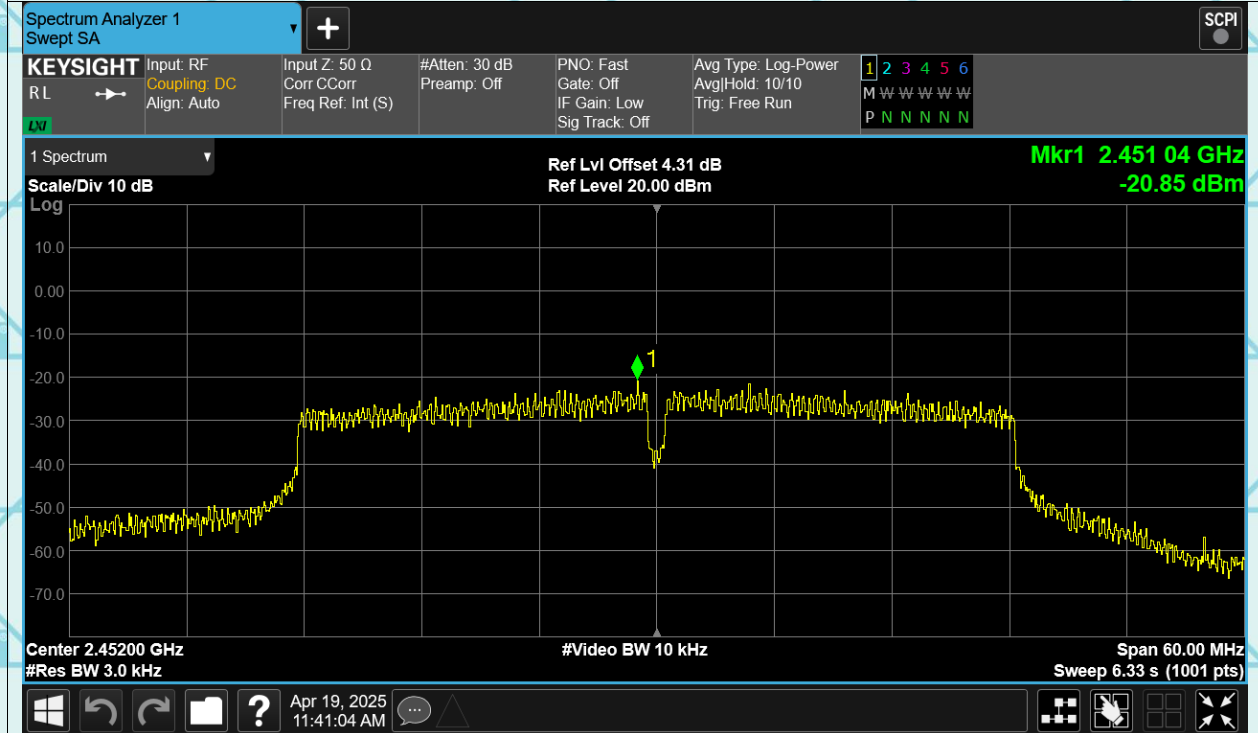 Spectrum Analyzer 1
Swept SA
SCPI
KEYSIGHT
R L
LXI
Input: RF
Coupling: DC
Align: Auto
Input Z: 50 Ω
Corr CCorr
Freq Ref: Int (S)
#Atten: 30 dB
Preamp: Off
PNO: Fast
Gate: Off
IF Gain: Low
Sig Track: Off
Avg Type: Log-Power
Avg|Hold: 10/10
Trig: Free Run
1 2 3 4 5 6
M W W W W W
P N N N N N
1 Spectrum
Scale/Div 10 dB
Ref Lvl Offset 4.31 dB
Ref Level 20.00 dBm
Mkr1 2.451 04 GHz
-20.85 dBm
Log
10.0
0.00
-10.0
-20.0
-30.0
-40.0
-50.0
-60.0
-70.0
1
Center 2.45200 GHz
#Res BW 3.0 kHz
#Video BW 10 kHz
Span 60.00 MHz
Sweep 6.33 s (1001 pts)
?
Apr 19, 2025
11:41:04 AM